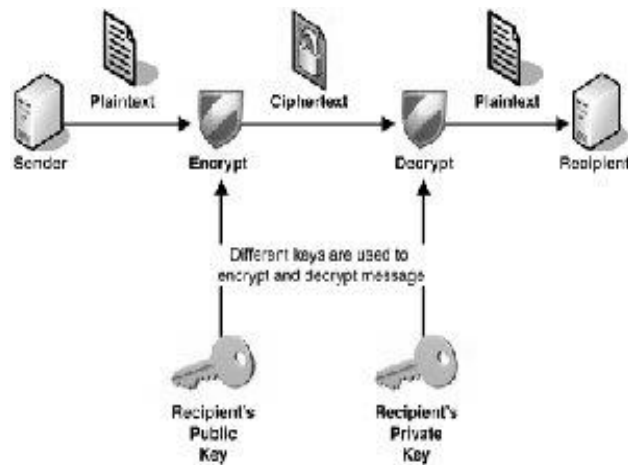 Plaintext
Ciphertext
Plaintext
Sender
Encrypt
Decrypt
Recipient
Different keys are used to
encrypt and decrypt message
Recipient's
Public
Key
Recipient's
Private
Key